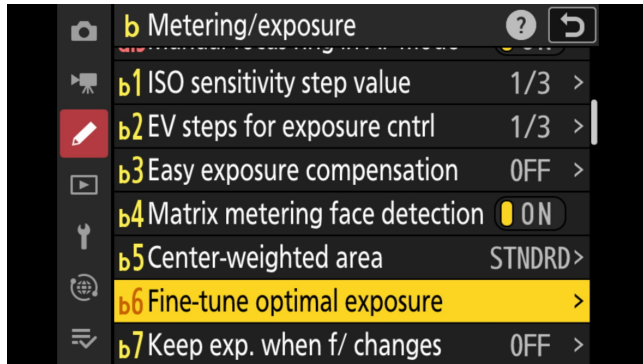 b Metering/exposure ?
b1 ISO sensitivity step value 1/3 >
b2 EV steps for exposure cntrl 1/3 >
b3 Easy exposure compensation OFF >
b4 Matrix metering face detection ON
b5 Center-weighted area STNDRD>
b6 Fine-tune optimal exposure >
b7 Keep exp. when f/ changes OFF >